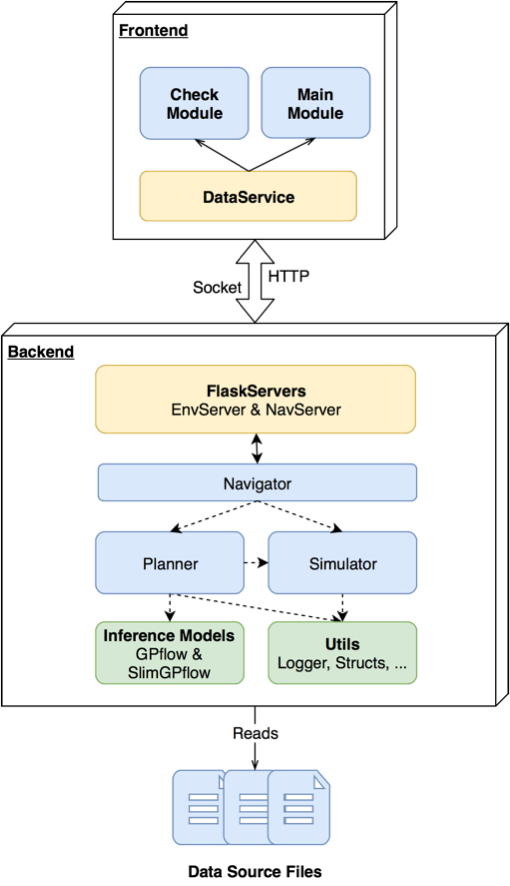 Frontend
Check
Module
Main
Module
DataService
Socket
HTTP
Backend
FlaskServers
EnvServer & NavServer
Navigator
Planner
Simulator
Inference Models
GPflow &
SlimGPflow
Utils
Logger, Structs, ...
Reads
Data Source Files